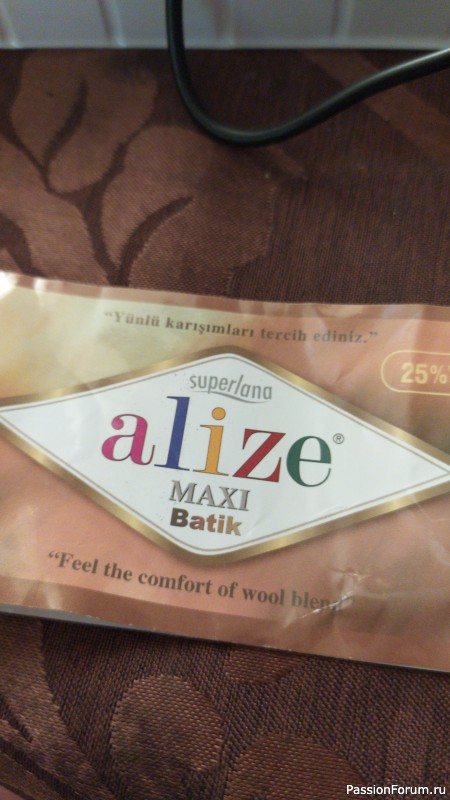 “Yünlü karışımları tercih ediniz.”
25%
superlana
alize®
MAXI
Batik
“Feel the comfort of wool blend”
PassionForum.ru